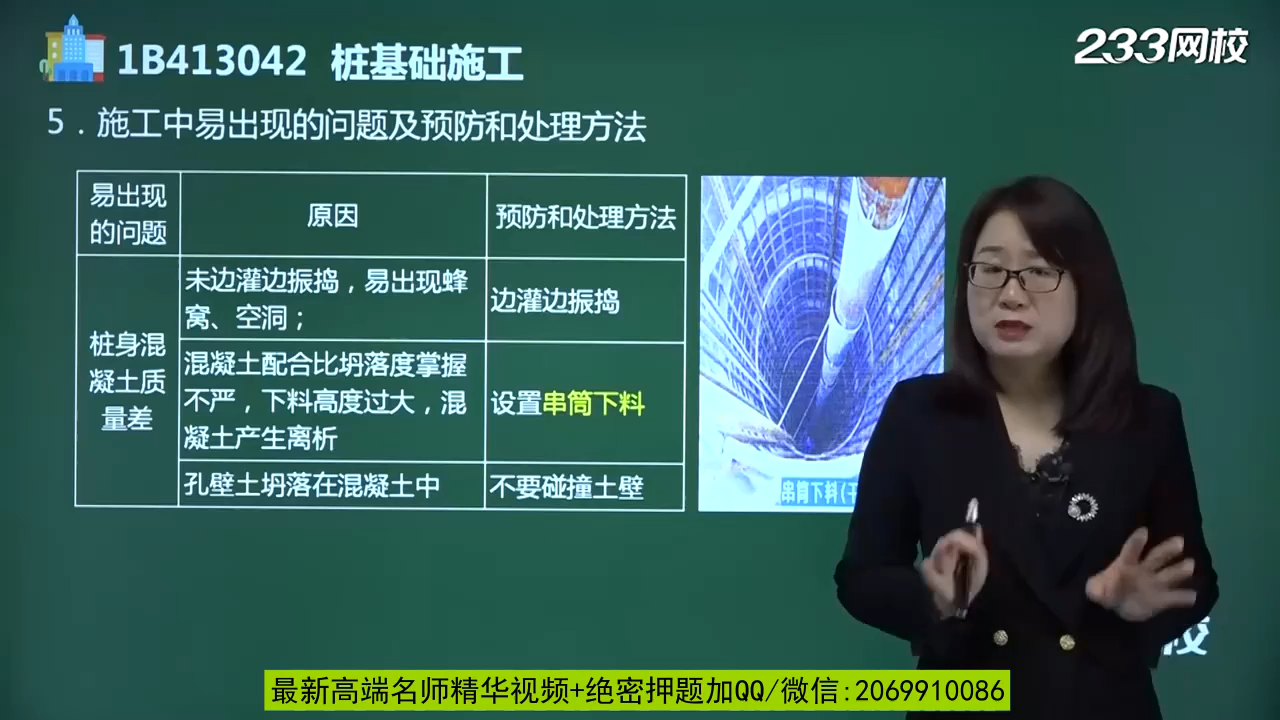 1B413042 桩基础施工
233网校
5．施工中易出现的问题及预防和处理方法
易出现
的问题
原因
预防和处理方法
桩身混
凝土质
量差
未边灌边振捣，易出现蜂
窝、空洞；
边灌边振捣
混凝土配合比坍落度掌握
不严，下料高度过大，混
凝土产生离析
设置串筒下料
孔壁土坍落在混凝土中
不要碰撞土壁
串筒下料(干
校
最新高端名师精华视频+绝密押题加QQ/微信:2069910086